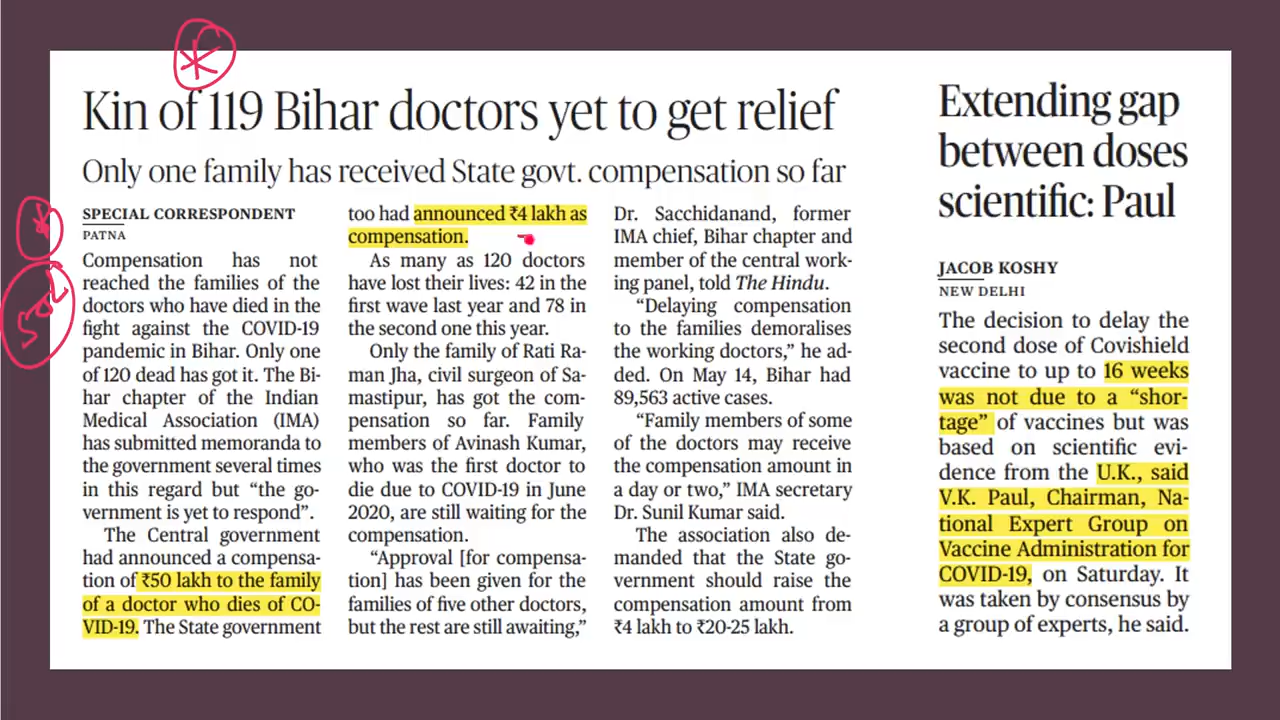 Kin of 119 Bihar doctors yet to get relief
Only one family has received State govt. compensation so far
SPECIAL CORRESPONDENT
PATNA
Compensation has not
reached the families of the
doctors who have died in the
fight against the COVID-19
pandemic in Bihar. Only one
of 120 dead has got it. The Bi-
har chapter of the Indian
Medical Association (IMA)
has submitted memoranda to
the government several times
in this regard but “the go-
vernment is yet to respond”.
The Central government
had announced a compensa-
tion of ₹50 lakh to the family
of a doctor who dies of CO-
VID-19. The State government
too had announced ₹4 lakh as
compensation.
As many as 120 doctors
have lost their lives: 42 in the
first wave last year and 78 in
the second one this year.
Only the family of Rati Ra-
man Jha, civil surgeon of Sa-
mastipur, has got the com-
pensation so far. Family
members of Avinash Kumar,
who was the first doctor to
die due to COVID-19 in June
2020, are still waiting for the
compensation.
“Approval [for compensa-
tion] has been given for the
families of five other doctors,
but the rest are still awaiting,”
Dr. Sacchidanand, former
IMA chief, Bihar chapter and
member of the central work-
ing panel, told The Hindu.
“Delaying compensation
to the families demoralises
the working doctors,” he ad-
ded. On May 14, Bihar had
89,563 active cases.
“Family members of some
of the doctors may receive
the compensation amount in
a day or two,” IMA secretary
Dr. Sunil Kumar said.
The association also de-
manded that the State go-
vernment should raise the
compensation amount from
₹4 lakh to ₹20-25 lakh.
Extending gap
between doses
scientific: Paul
JACOB KOSHY
NEW DELHI
The decision to delay the
second dose of Covishield
vaccine to up to 16 weeks
was not due to a “shor-
tage” of vaccines but was
based on scientific evi-
dence from the U.K., said
V.K. Paul, Chairman, Na-
tional Expert Group on
Vaccine Administration for
COVID-19, on Saturday. It
was taken by consensus by
a group of experts, he said.